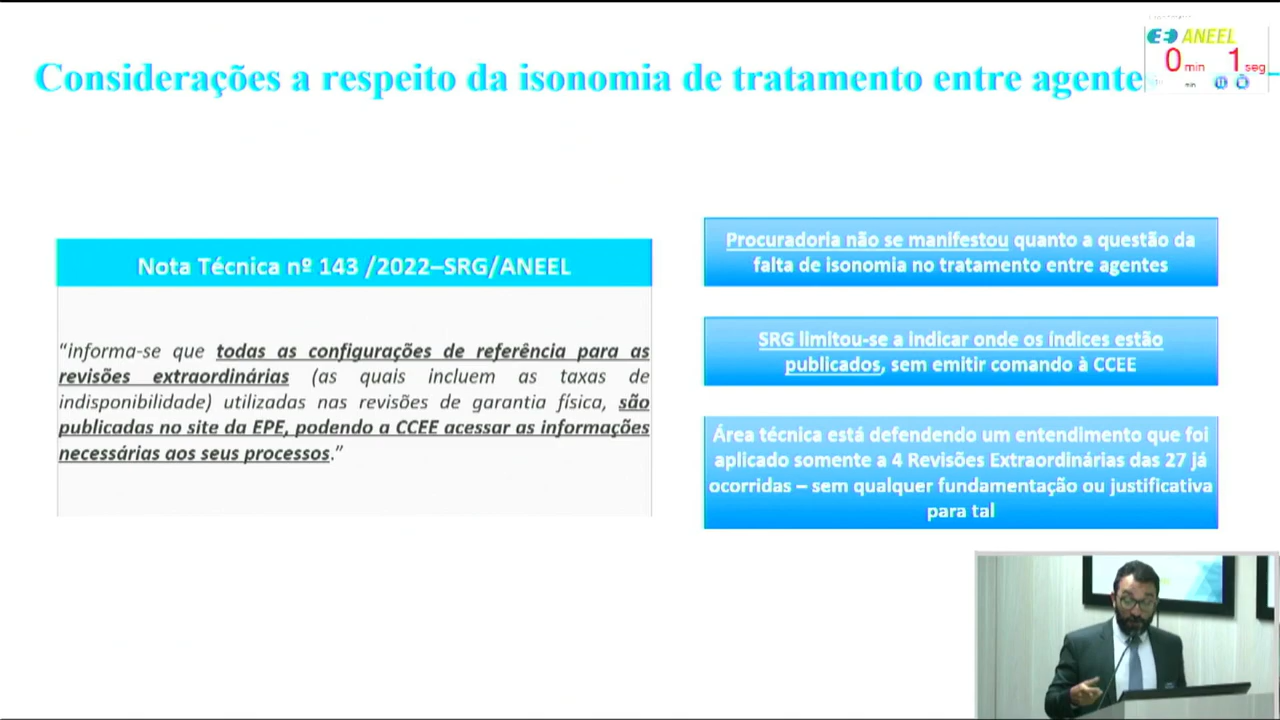 Considerações a respeito da isonomia de tratamento entre agente
ANEEL
0 min 1 seg
min
Nota Técnica nº 143 /2022–SRG/ANEEL
“informa-se que todas as configurações de referência para as
revisões extraordinárias (as quais incluem as taxas de
indisponibilidade) utilizadas nas revisões de garantia física, são
publicadas no site da EPE, podendo a CCEE acessar as informações
necessárias aos seus processos.”
Procuradoria não se manifestou quanto a questão da
falta de isonomia no tratamento entre agentes
SRG limitou-se a indicar onde os índices estão
publicados, sem emitir comando à CCEE
Área técnica está defendendo um entendimento que foi
aplicado somente a 4 Revisões Extraordinárias das 27 já
ocorridas – sem qualquer fundamentação ou justificativa
para tal